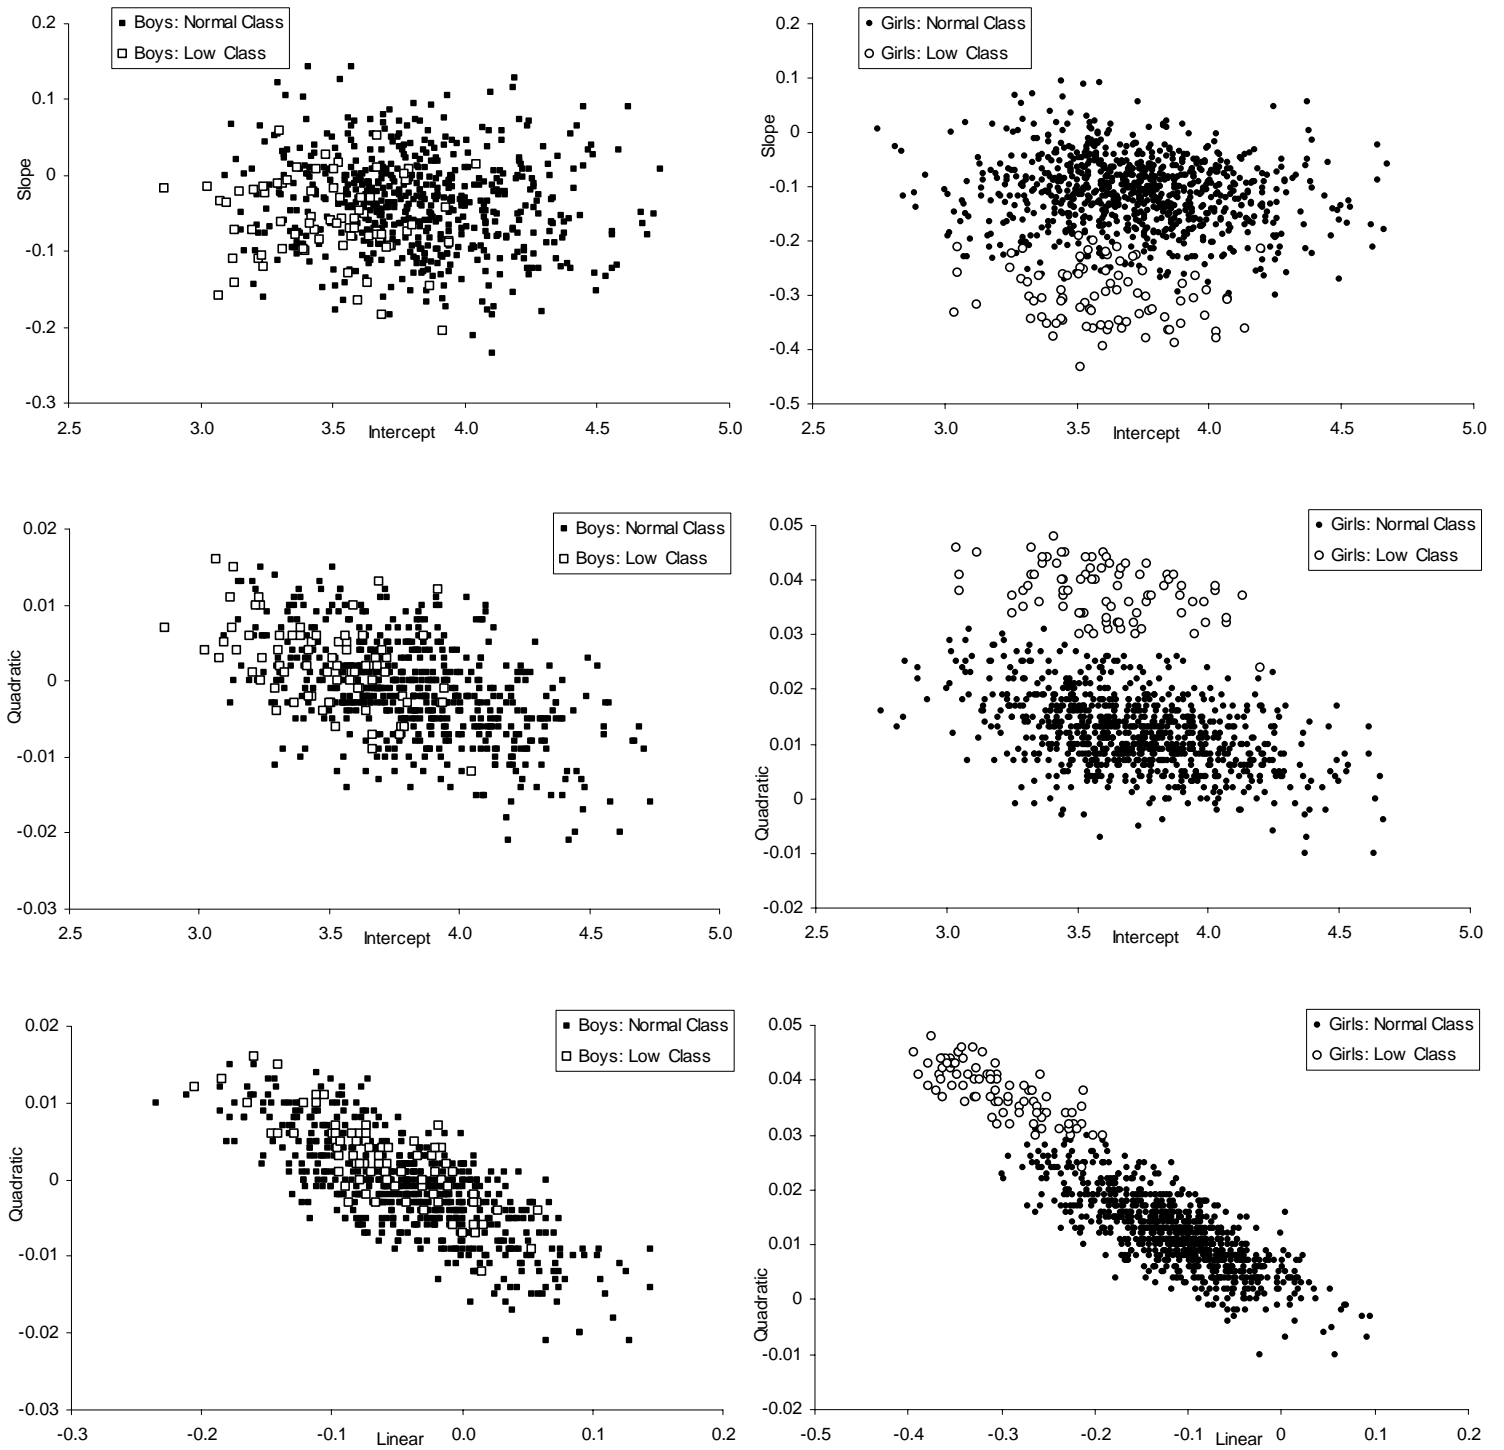 0.2
0.1
0
-0.1
-0.2
-0.3
Slope
Boys: Normal Class
Boys: Low Class
2.5 3.0 3.5 4.0 4.5 5.0
Intercept
0.2
0.1
0
-0.1
-0.2
-0.3
-0.4
-0.5
Slope
Girls: Normal Class
Girls: Low Class
2.5 3.0 3.5 4.0 4.5 5.0
Intercept
0.02
0.01
0
-0.01
-0.02
-0.03
Quadratic
Boys: Normal Class
Boys: Low Class
2.5 3.0 3.5 4.0 4.5 5.0
Intercept
0.05
0.04
0.03
0.02
0.01
0
-0.01
-0.02
Quadratic
Girls: Normal Class
Girls: Low Class
2.5 3.0 3.5 4.0 4.5 5.0
Intercept
0.02
0.01
0
-0.01
-0.02
-0.03
Quadratic
Boys: Normal Class
Boys: Low Class
-0.3 -0.2 -0.1 0.0 0.1 0.2
Linear
0.05
0.04
0.03
0.02
0.01
0
-0.01
-0.02
Quadratic
Girls: Normal Class
Girls: Low Class
-0.5 -0.4 -0.3 -0.2 -0.1 0 0.1 0.2
Linear